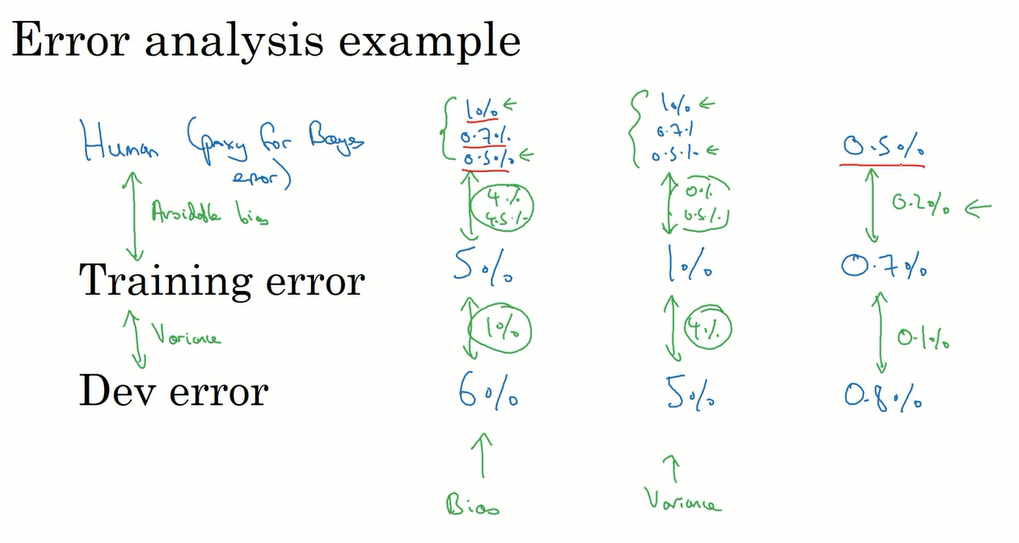 Error analysis example
1% 1%
Human (proxy for Bayes 0.7% 0.7% 0.5%
error) 0.5% 0.5%
Avoidable bias 4% 0% 0.2%
4.5% 0.5%
Training error 5% 1% 0.7%
Variance 1% 4% 0.1%
Dev error 6% 5% 0.8%
Bias Variance